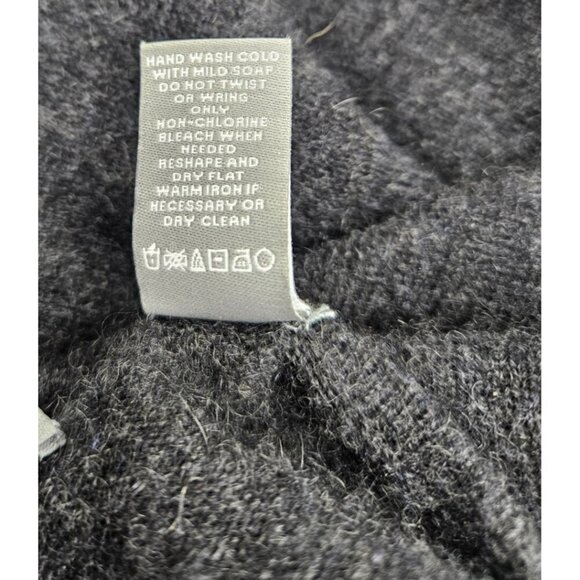 HAND WASH COLD
WITH MILD SOAP
DO NOT TWIST
OR WRING
ONLY
NON-CHLORINE
BLEACH WHEN
NEEDED
RESHAPE AND
DRY FLAT
WARM IRON IF
NECESSARY OR
DRY CLEAN